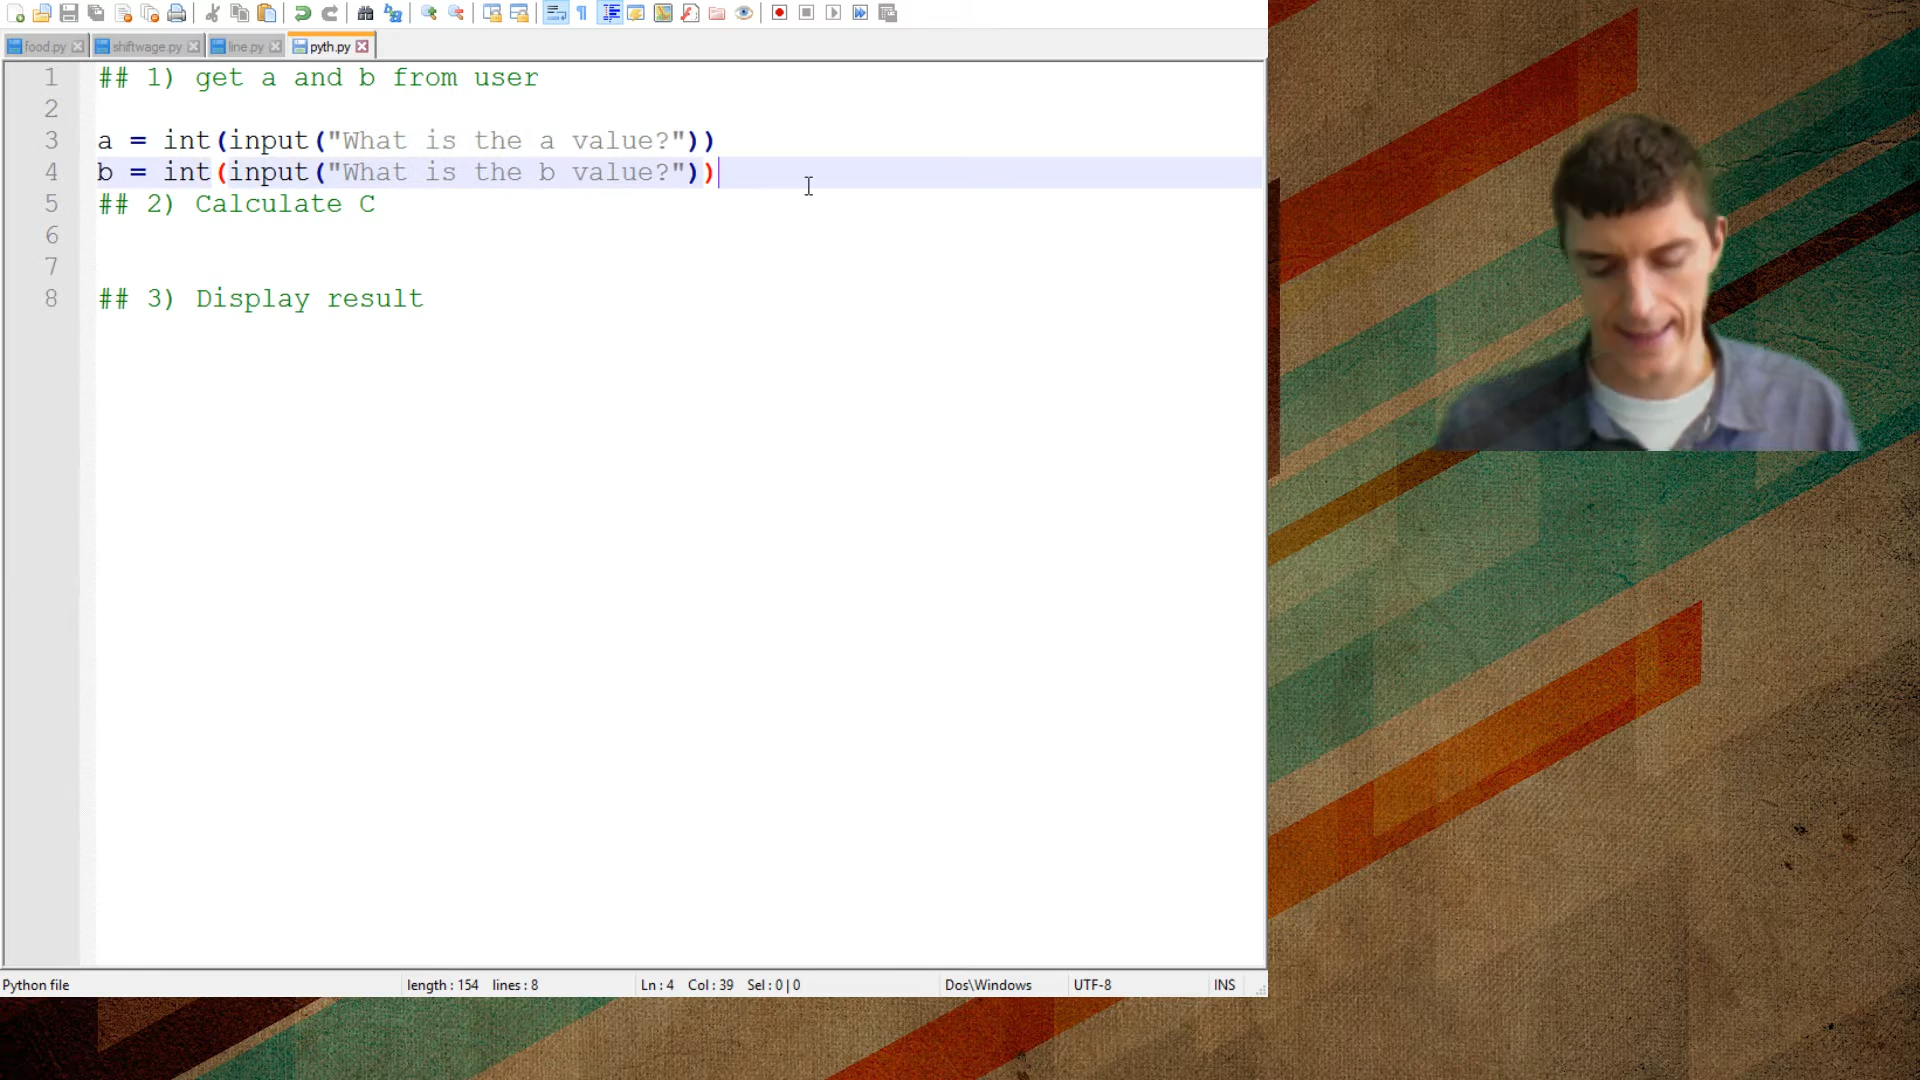 food.py shiftwage.py line.py pyth.py
1 ## 1) get a and b from user
2
3 a = int(input("What is the a value?"))
4 b = int(input("What is the b value?"))
5 ## 2) Calculate C
6
7
8 ## 3) Display result
Python file length : 154 lines : 8 Ln : 4 Col : 39 Sel : 0 | 0 Dos\Windows UTF-8 INS